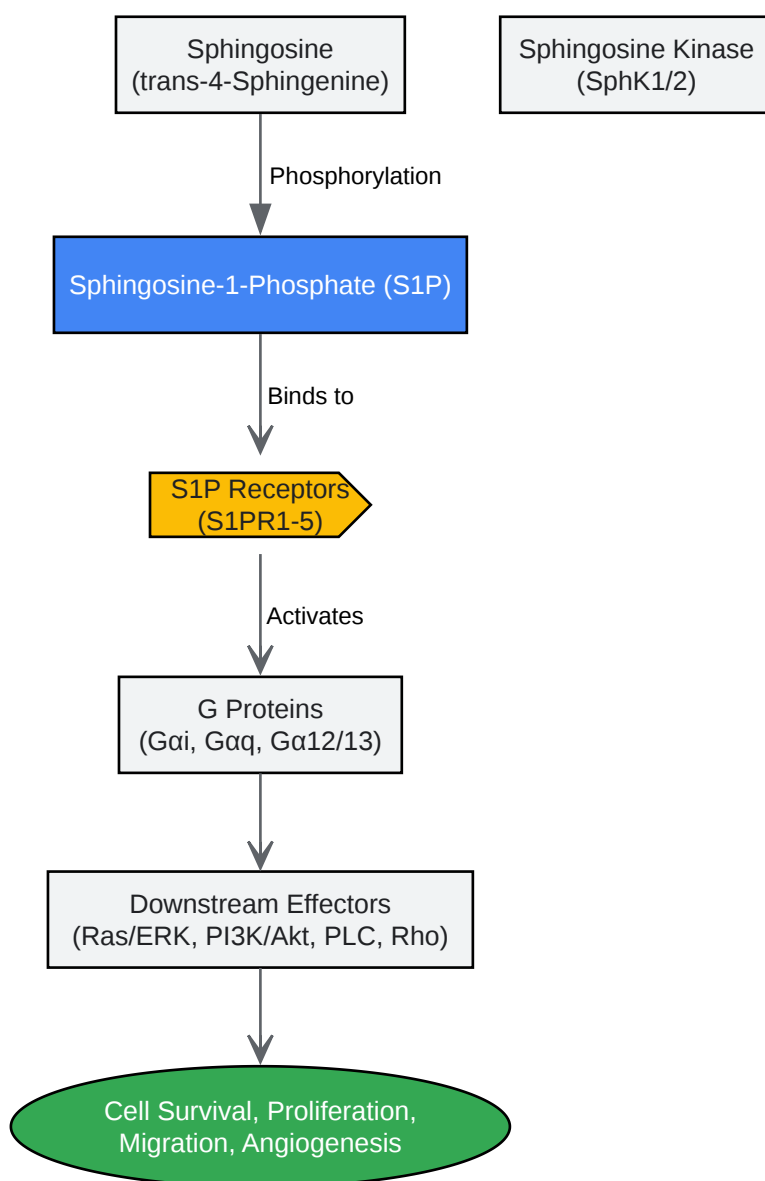 Sphingosine
(trans-4-Sphingenine)
Sphingosine Kinase
(SphK1/2)
Phosphorylation
Sphingosine-1-Phosphate (S1P)
Binds to
S1P Receptors
(S1PR1-5)
Activates
G Proteins
(Gαi, Gαq, Gα12/13)
Downstream Effectors
(Ras/ERK, PI3K/Akt, PLC, Rho)
Cell Survival, Proliferation,
Migration, Angiogenesis